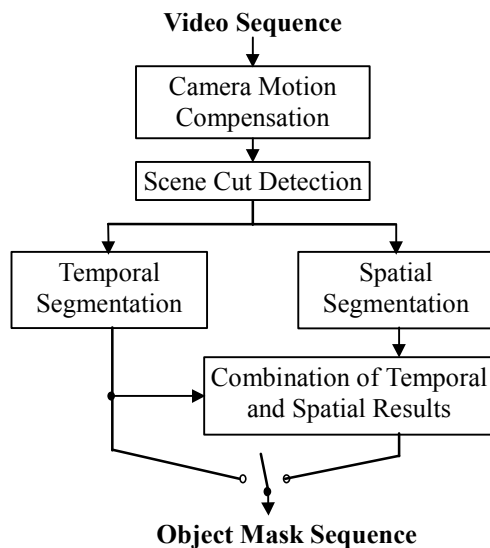 Video Sequence
Camera Motion
Compensation
Scene Cut Detection
Temporal
Segmentation
Spatial
Segmentation
Combination of Temporal
and Spatial Results
Object Mask Sequence